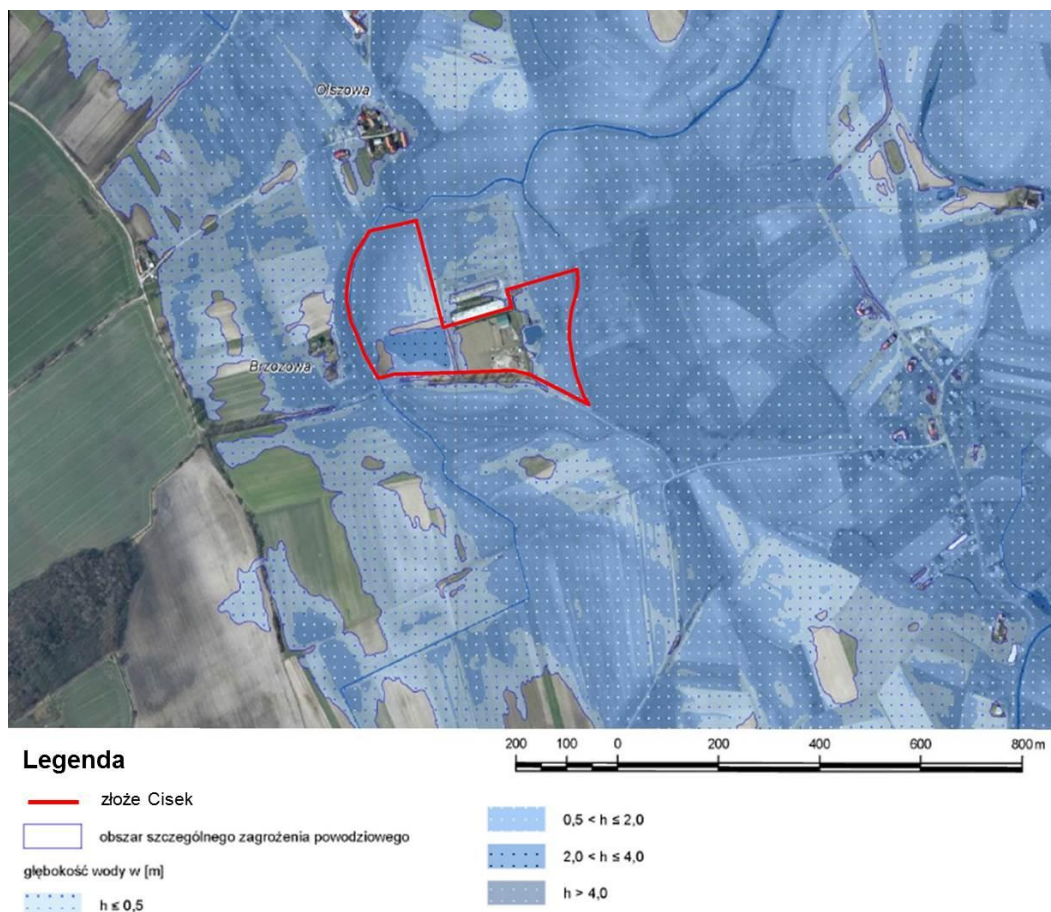 Olszowa
Brzozowa
Legenda
złoże Cisek
obszar szczególnego zagrożenia powodziowego
głębokość wody w [m]
h ≤ 0,5
200 100 0 200 400 600 800 m
0,5 < h ≤ 2,0
2,0 < h ≤ 4,0
h > 4,0